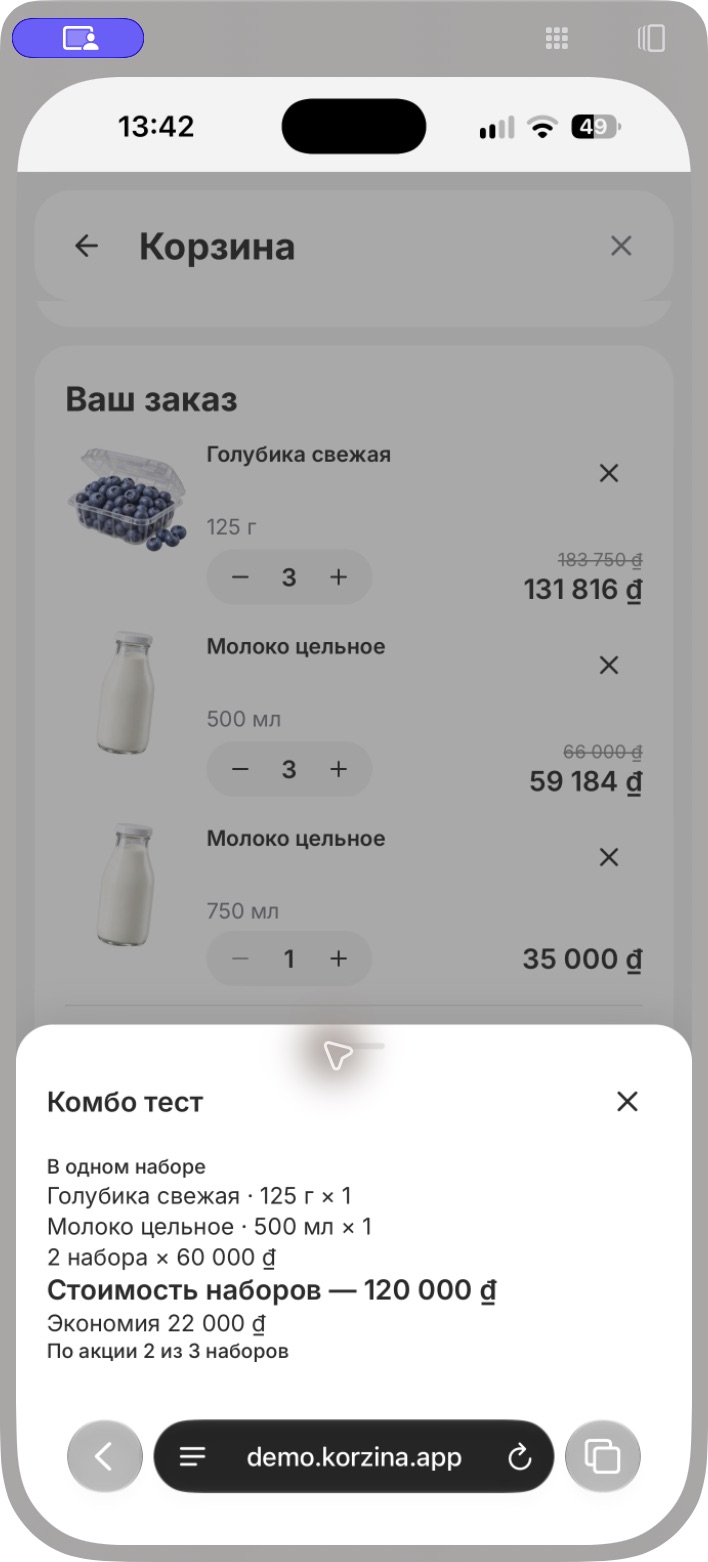 13:42
49
Корзина
Ваш заказ
Голубика свежая
125 г
183 750 ₫
3
131 816 ₫
Молоко цельное
500 мл
66 000 ₫
3
59 184 ₫
Молоко цельное
750 мл
1
35 000 ₫
Комбо тест
В одном наборе
Голубика свежая · 125 г × 1
Молоко цельное · 500 мл × 1
2 набора × 60 000 ₫
Стоимость наборов — 120 000 ₫
Экономия 22 000 ₫
По акции 2 из 3 наборов
demo.korzina.app